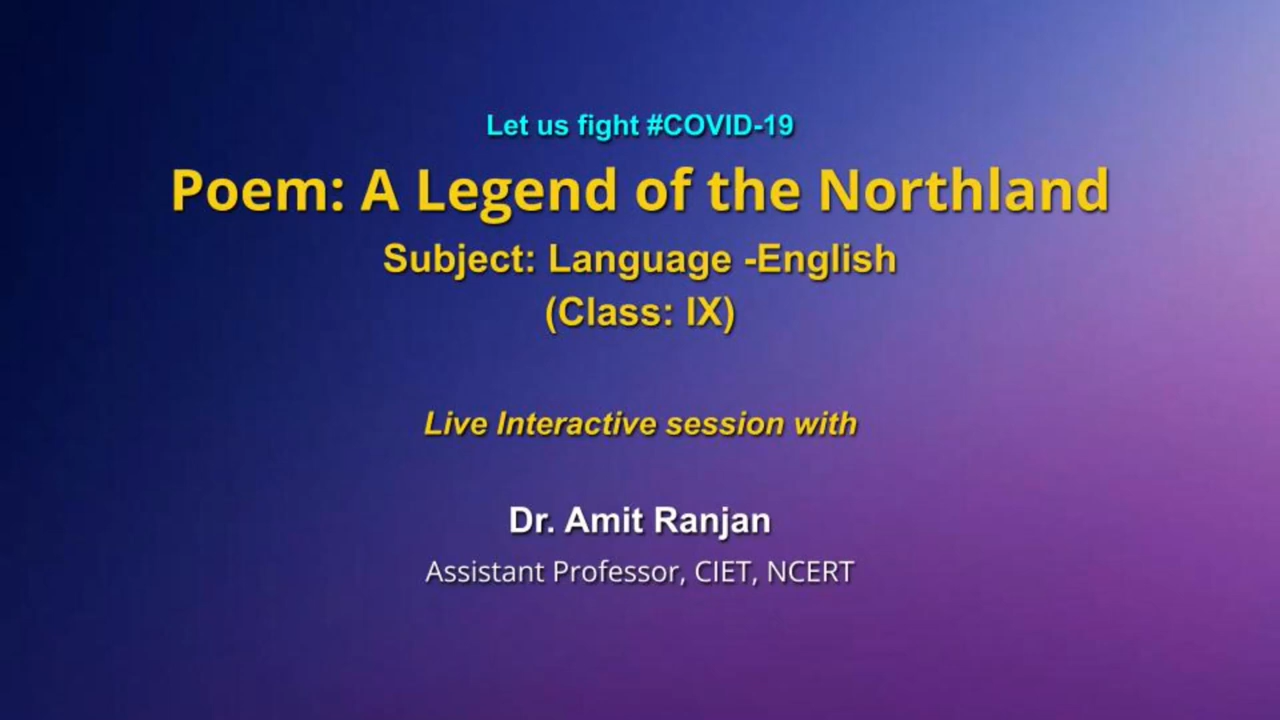 Let us fight #COVID-19
Poem: A Legend of the Northland
Subject: Language -English
(Class: IX)
Live Interactive session with
Dr. Amit Ranjan
Assistant Professor, CIET, NCERT